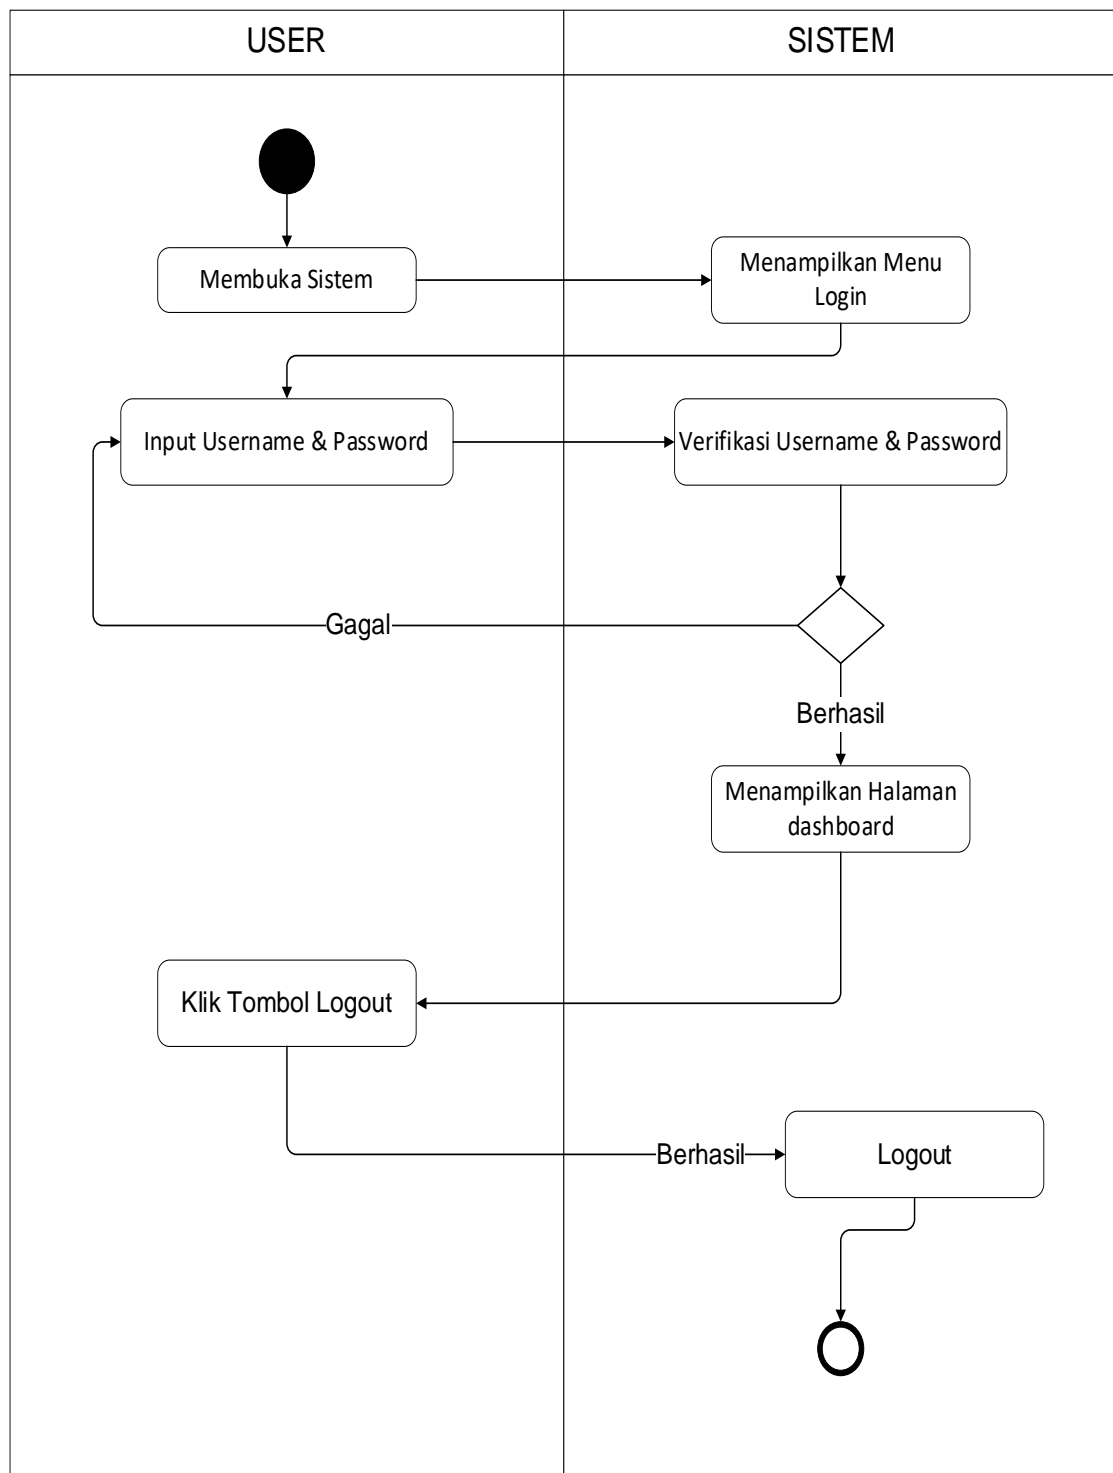 USER
SISTEM
Membuka Sistem
Menampilkan Menu
Login
Input Username & Password
Verifikasi Username & Password
Gagal
Berhasil
Menampilkan Halaman
dashboard
Klik Tombol Logout
Berhasil
Logout